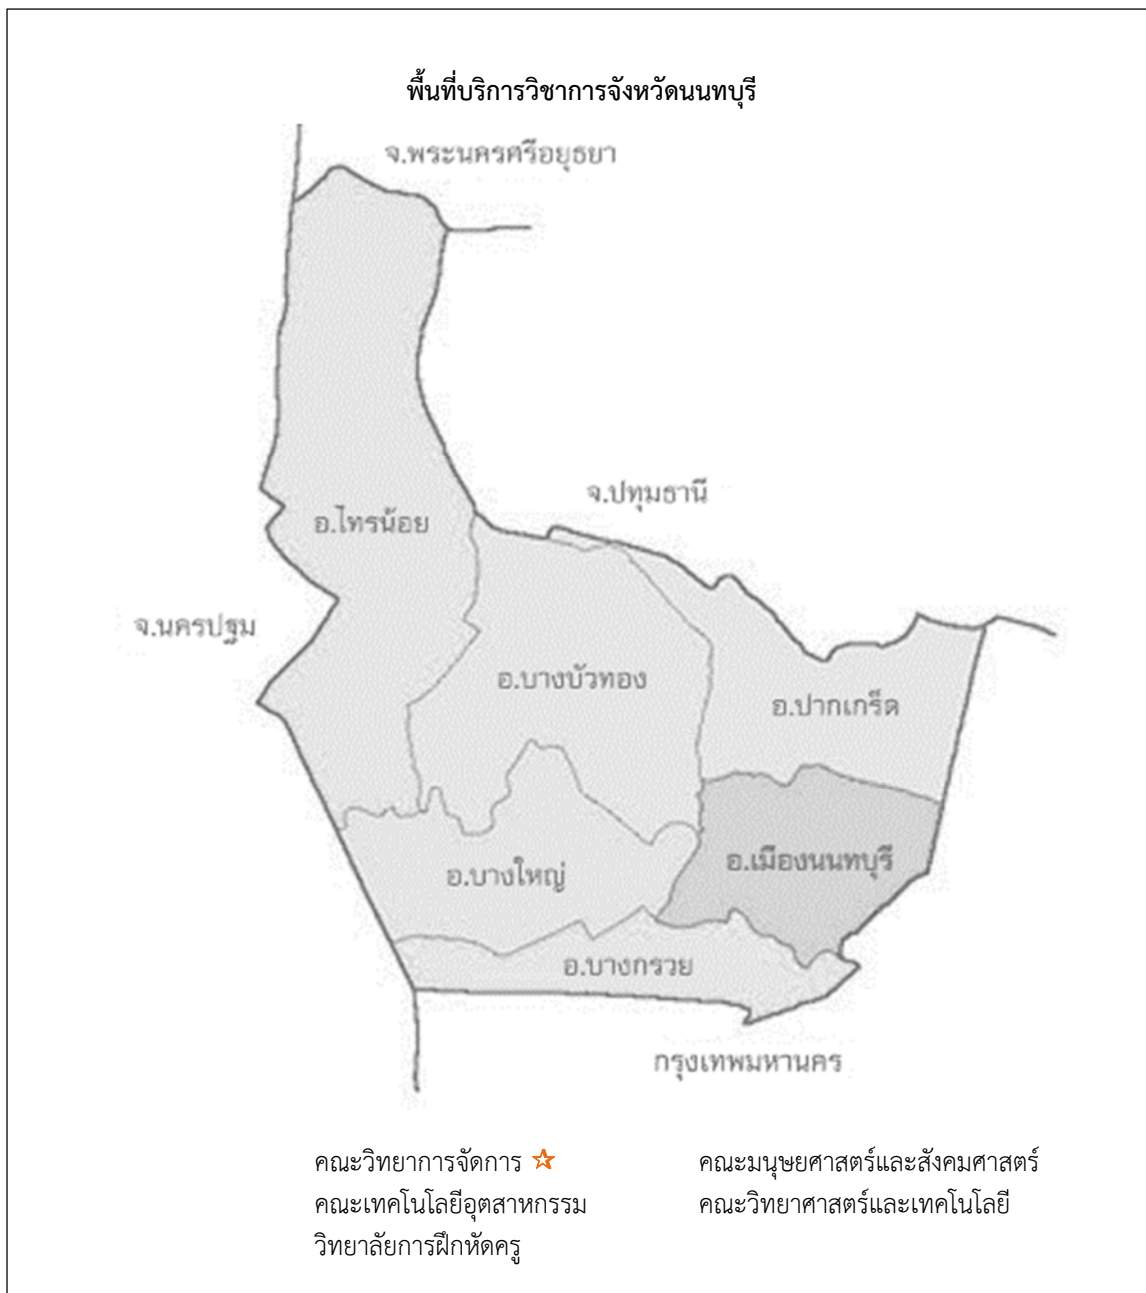 พื้นที่บริการวิชาการจังหวัดนนทบุรี
จ.พระนครศรีอยุธยา
จ.ปทุมธานี
อ.ไทรน้อย
จ.นครปฐม
อ.บางบัวทอง
อ.ปากเกร็ด
อ.เมืองนนทบุรี
อ.บางใหญ่
อ.บางกรวย
กรุงเทพมหานคร
คณะวิทยาการจัดการ คณะมนุษยศาสตร์และสังคมศาสตร์
คณะเทคโนโลยีอุตสาหกรรม คณะวิทยาศาสตร์และเทคโนโลยี
วิทยาลัยการฝึกหัดครู